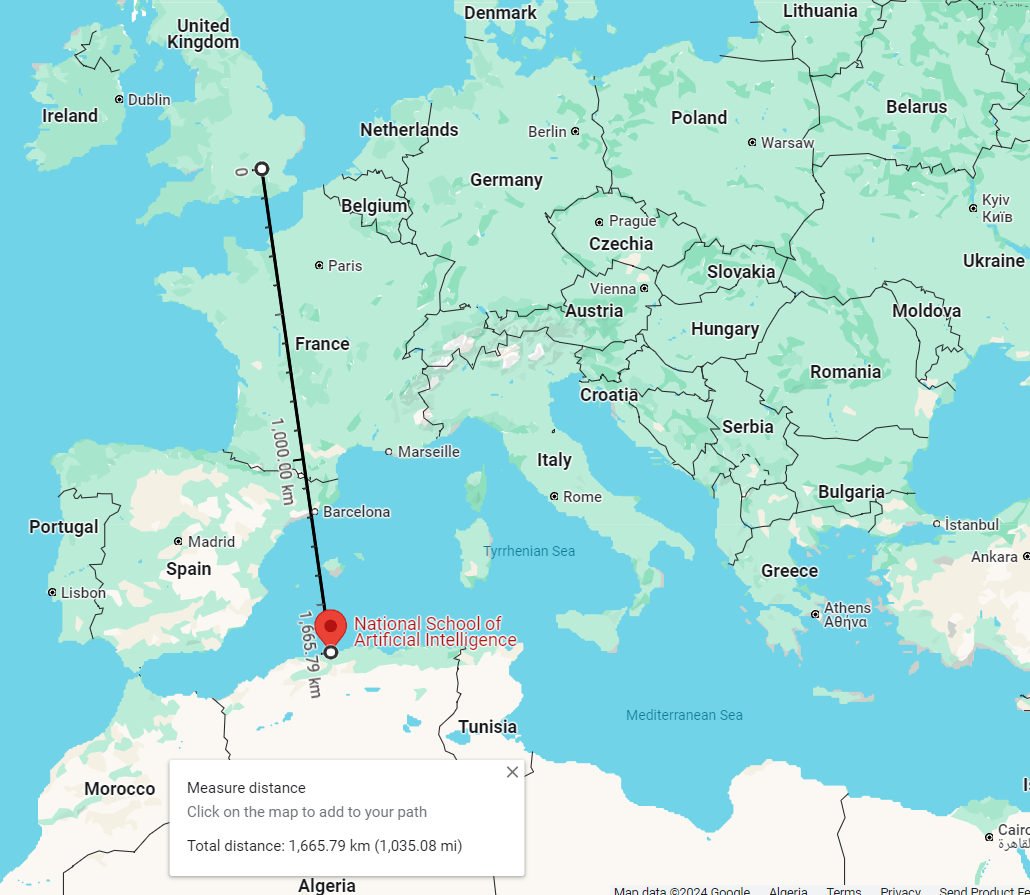 Denmark
Lithuania
United
Kingdom
Dublin
Ireland
Belarus
Poland
Netherlands
Berlin
Warsaw
0
Germany
Belgium
Kyiv
Київ
Prague
Czechia
Ukraine
Paris
Slovakia
Vienna
Austria
Moldova
Hungary
France
Romania
Croatia
Serbia
1,000.00 km
Marseille
Italy
Bulgaria
Rome
Barcelona
Portugal
İstanbul
Madrid
Tyrrhenian Sea
Ankara
Spain
Greece
Lisbon
Athens
Αθήνα
National School of
Artificial Intelligence
1,665.79 km
Mediterranean Sea
Tunisia
Morocco
Measure distance
Click on the map to add to your path
Total distance: 1,665.79 km (1,035.08 mi)
Cairo
القاهرة
Algeria
Map data ©2024 Google Algeria Terms Privacy Send Product Fe